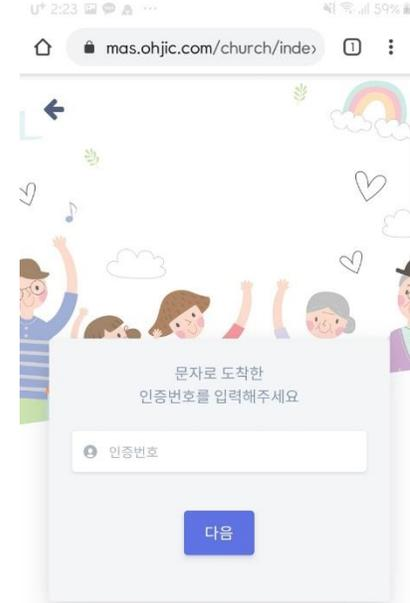 U+ 2:23 59%
mas.ohjic.com/church/inde
1
문자로 도착한
인증번호를 입력해주세요
인증번호
다음